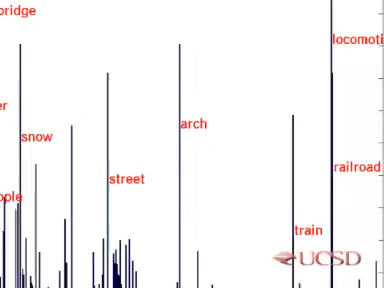 bridge
locomoti
er
arch
snow
railroad
street
ople
train
UCSD